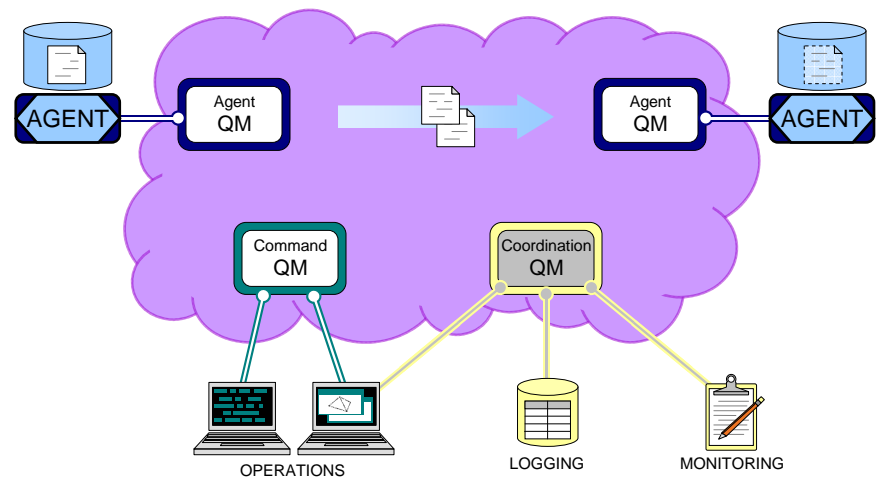 AGENT
Agent
QM
Agent
QM
AGENT
Command
QM
Coordination
QM
OPERATIONS
LOGGING
MONITORING